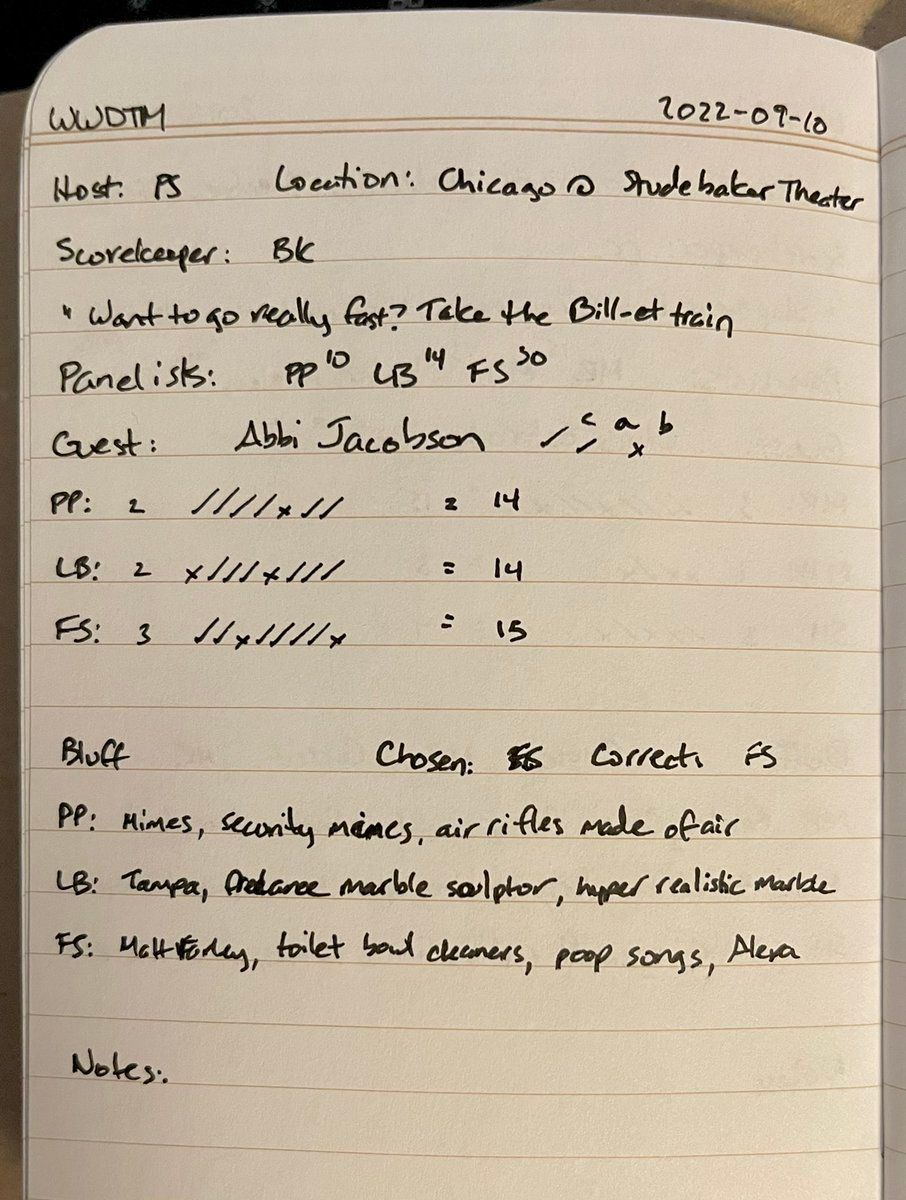 WWDTM 2022-09-10
Host: PS Location: Chicago @ Studebaker Theater
Scorekeeper: BK
" Want to go really fast? Take the Bill-et train
Panelists: PP 10 LB 14 FS 30
Guest: Abbi Jacobson ✓ c ✓ a x b
PP: 2 ////x// = 14
LB: 2 x///x/// = 14
FS: 3 //x////x = 15
Bluff Chosen: Correct: FS
PP: Mimes, security mimes, air rifles made of air
LB: Tampa, freelance marble sculptor, hyper realistic marble
FS: Matt Farley, toilet bowl cleaners, poop songs, Alexa
Notes: